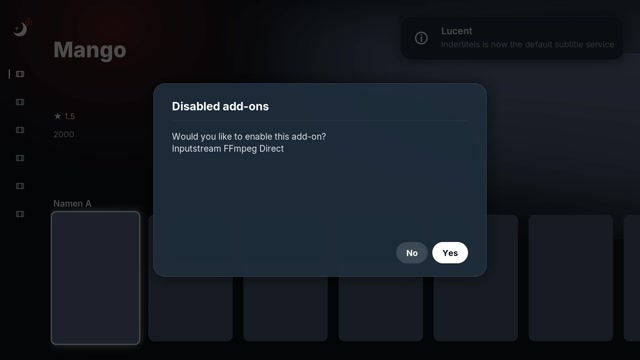 Mango
Lucent
Indertitels is now the default subtitle service
★ 1.5
2000
Disabled add-ons
Would you like to enable this add-on?
Inputstream FFmpeg Direct
No
Yes
Namen A